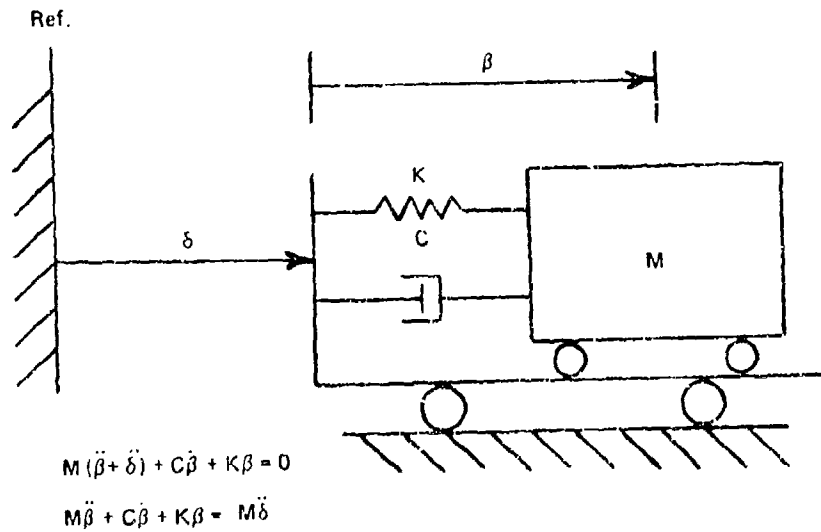 Ref.
β
K
C
δ
M
M (β̈ + δ̈) + Cβ̇ + Kβ = 0
Mβ̈ + Cβ̇ + Kβ = Mδ̈